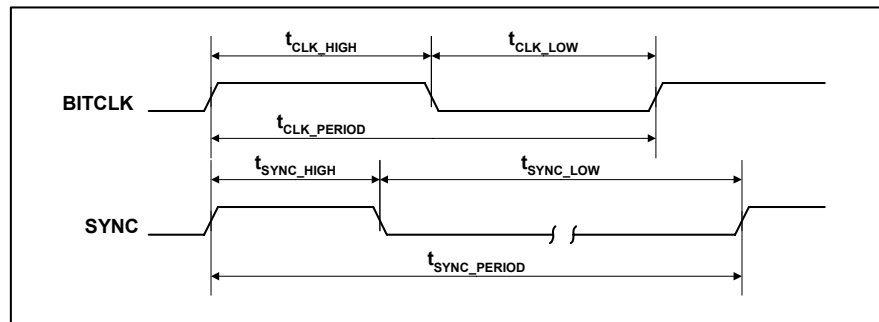 tCLK_HIGH tCLK_LOW
BITCLK
tCLK_PERIOD
tSYNC_HIGH tSYNC_LOW
SYNC
tSYNC_PERIOD